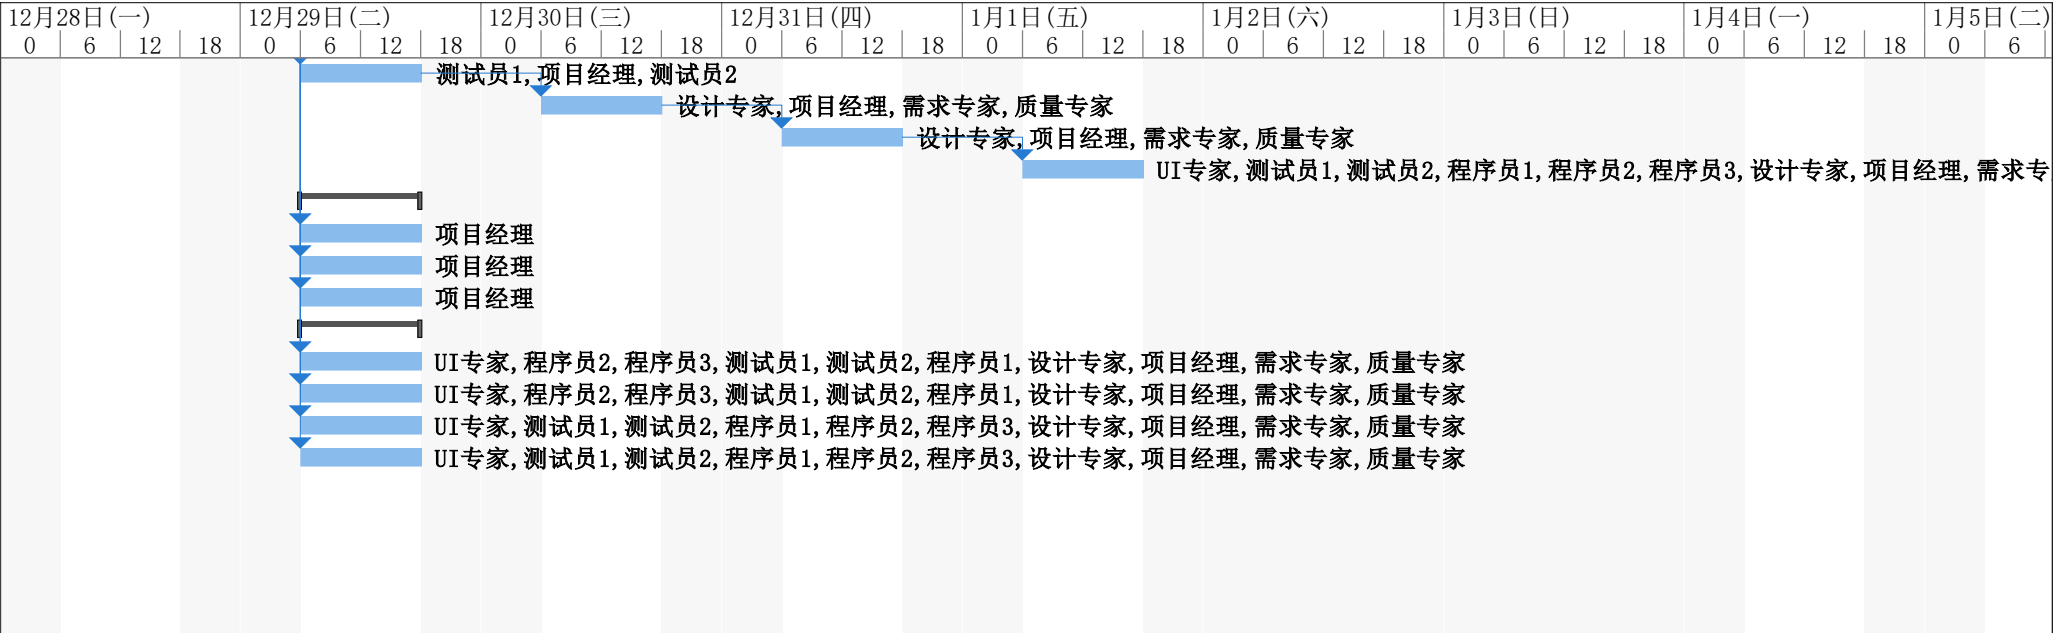 12月28日(一) 12月29日(二) 12月30日(三) 12月31日(四) 1月1日(五) 1月2日(六) 1月3日(日) 1月4日(一) 1月5日(二)
0 6 12 18 0 6 12 18 0 6 12 18 0 6 12 18 0 6 12 18 0 6 12 18 0 6 12 18 0 6 12 18 0 6
测试员1,项目经理,测试员2
设计专家,项目经理,需求专家,质量专家
设计专家,项目经理,需求专家,质量专家
UI专家,测试员1,测试员2,程序员1,程序员2,程序员3,设计专家,项目经理,需求专
项目经理
项目经理
项目经理
UI专家,程序员2,程序员3,测试员1,测试员2,程序员1,设计专家,项目经理,需求专家,质量专家
UI专家,程序员2,程序员3,测试员1,测试员2,程序员1,设计专家,项目经理,需求专家,质量专家
UI专家,测试员1,测试员2,程序员1,程序员2,程序员3,设计专家,项目经理,需求专家,质量专家
UI专家,测试员1,测试员2,程序员1,程序员2,程序员3,设计专家,项目经理,需求专家,质量专家